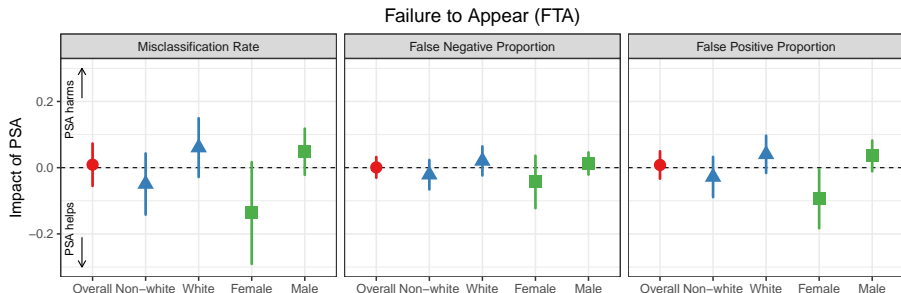 Failure to Appear (FTA)
Misclassification Rate
False Negative Proportion
False Positive Proportion
Impact of PSA
PSA harms
PSA helps
0.2
0.0
−0.2
Overall Non−white White Female Male
Overall Non−white White Female Male
Overall Non−white White Female Male